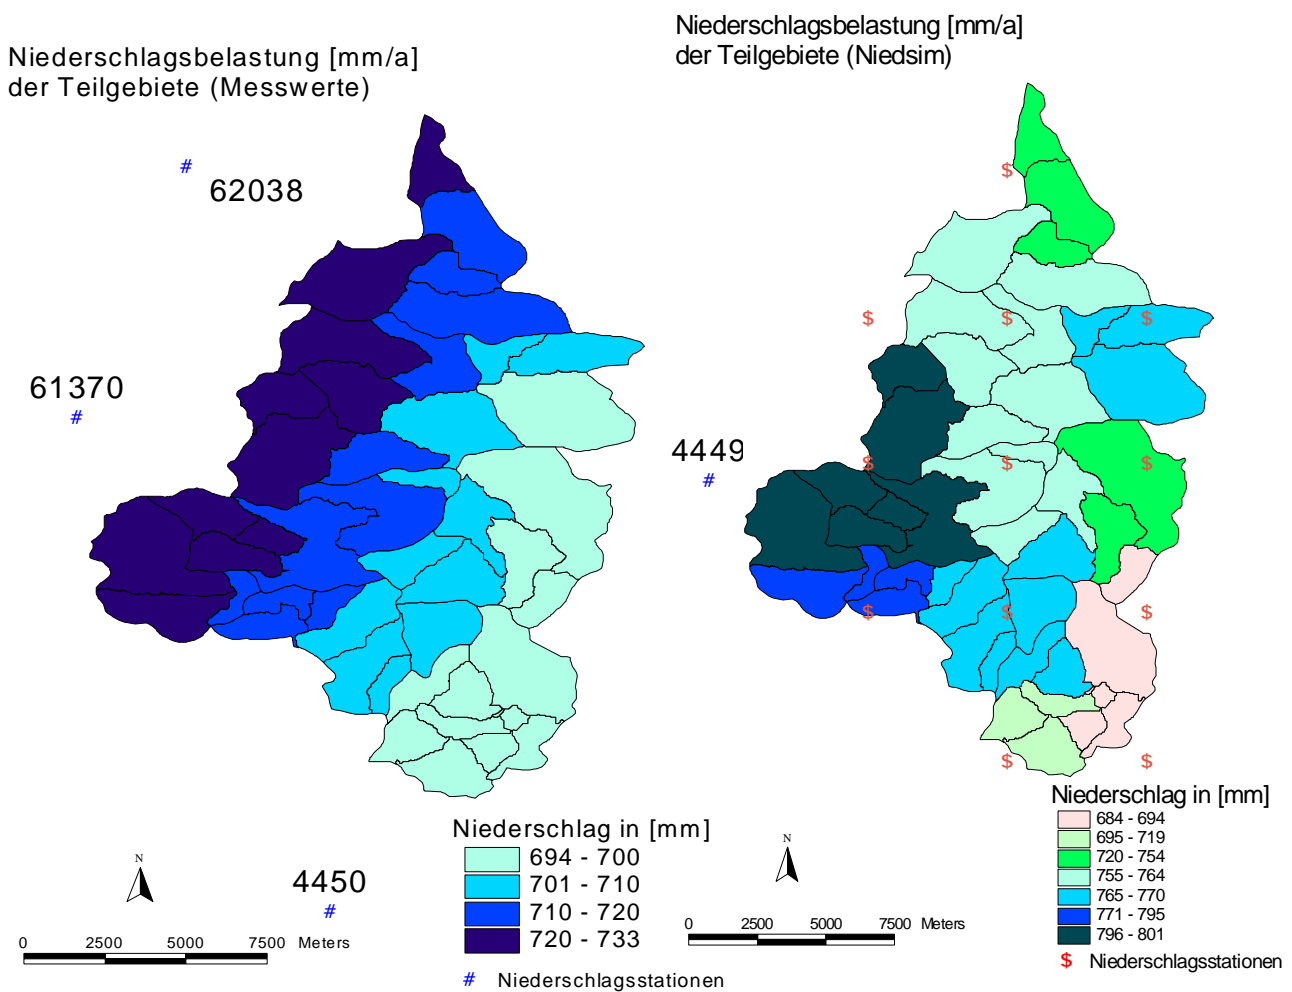 Niederschlagsbelastung [mm/a]
der Teilgebiete (Messwerte)
#
62038
61370
#
4450
#
N
0 2500 5000 7500 Meters
Niederschlag in [mm]
694 - 700
701 - 710
710 - 720
720 - 733
# Niederschlagsstationen
Niederschlagsbelastung [mm/a]
der Teilgebiete (Niedsim)
$
$ $ $
4449
#
$ $ $
$ $ $
$ $
N
0 2500 5000 7500 Meters
Niederschlag in [mm]
684 - 694
695 - 719
720 - 754
755 - 764
765 - 770
771 - 795
796 - 801
$ Niederschlagsstationen